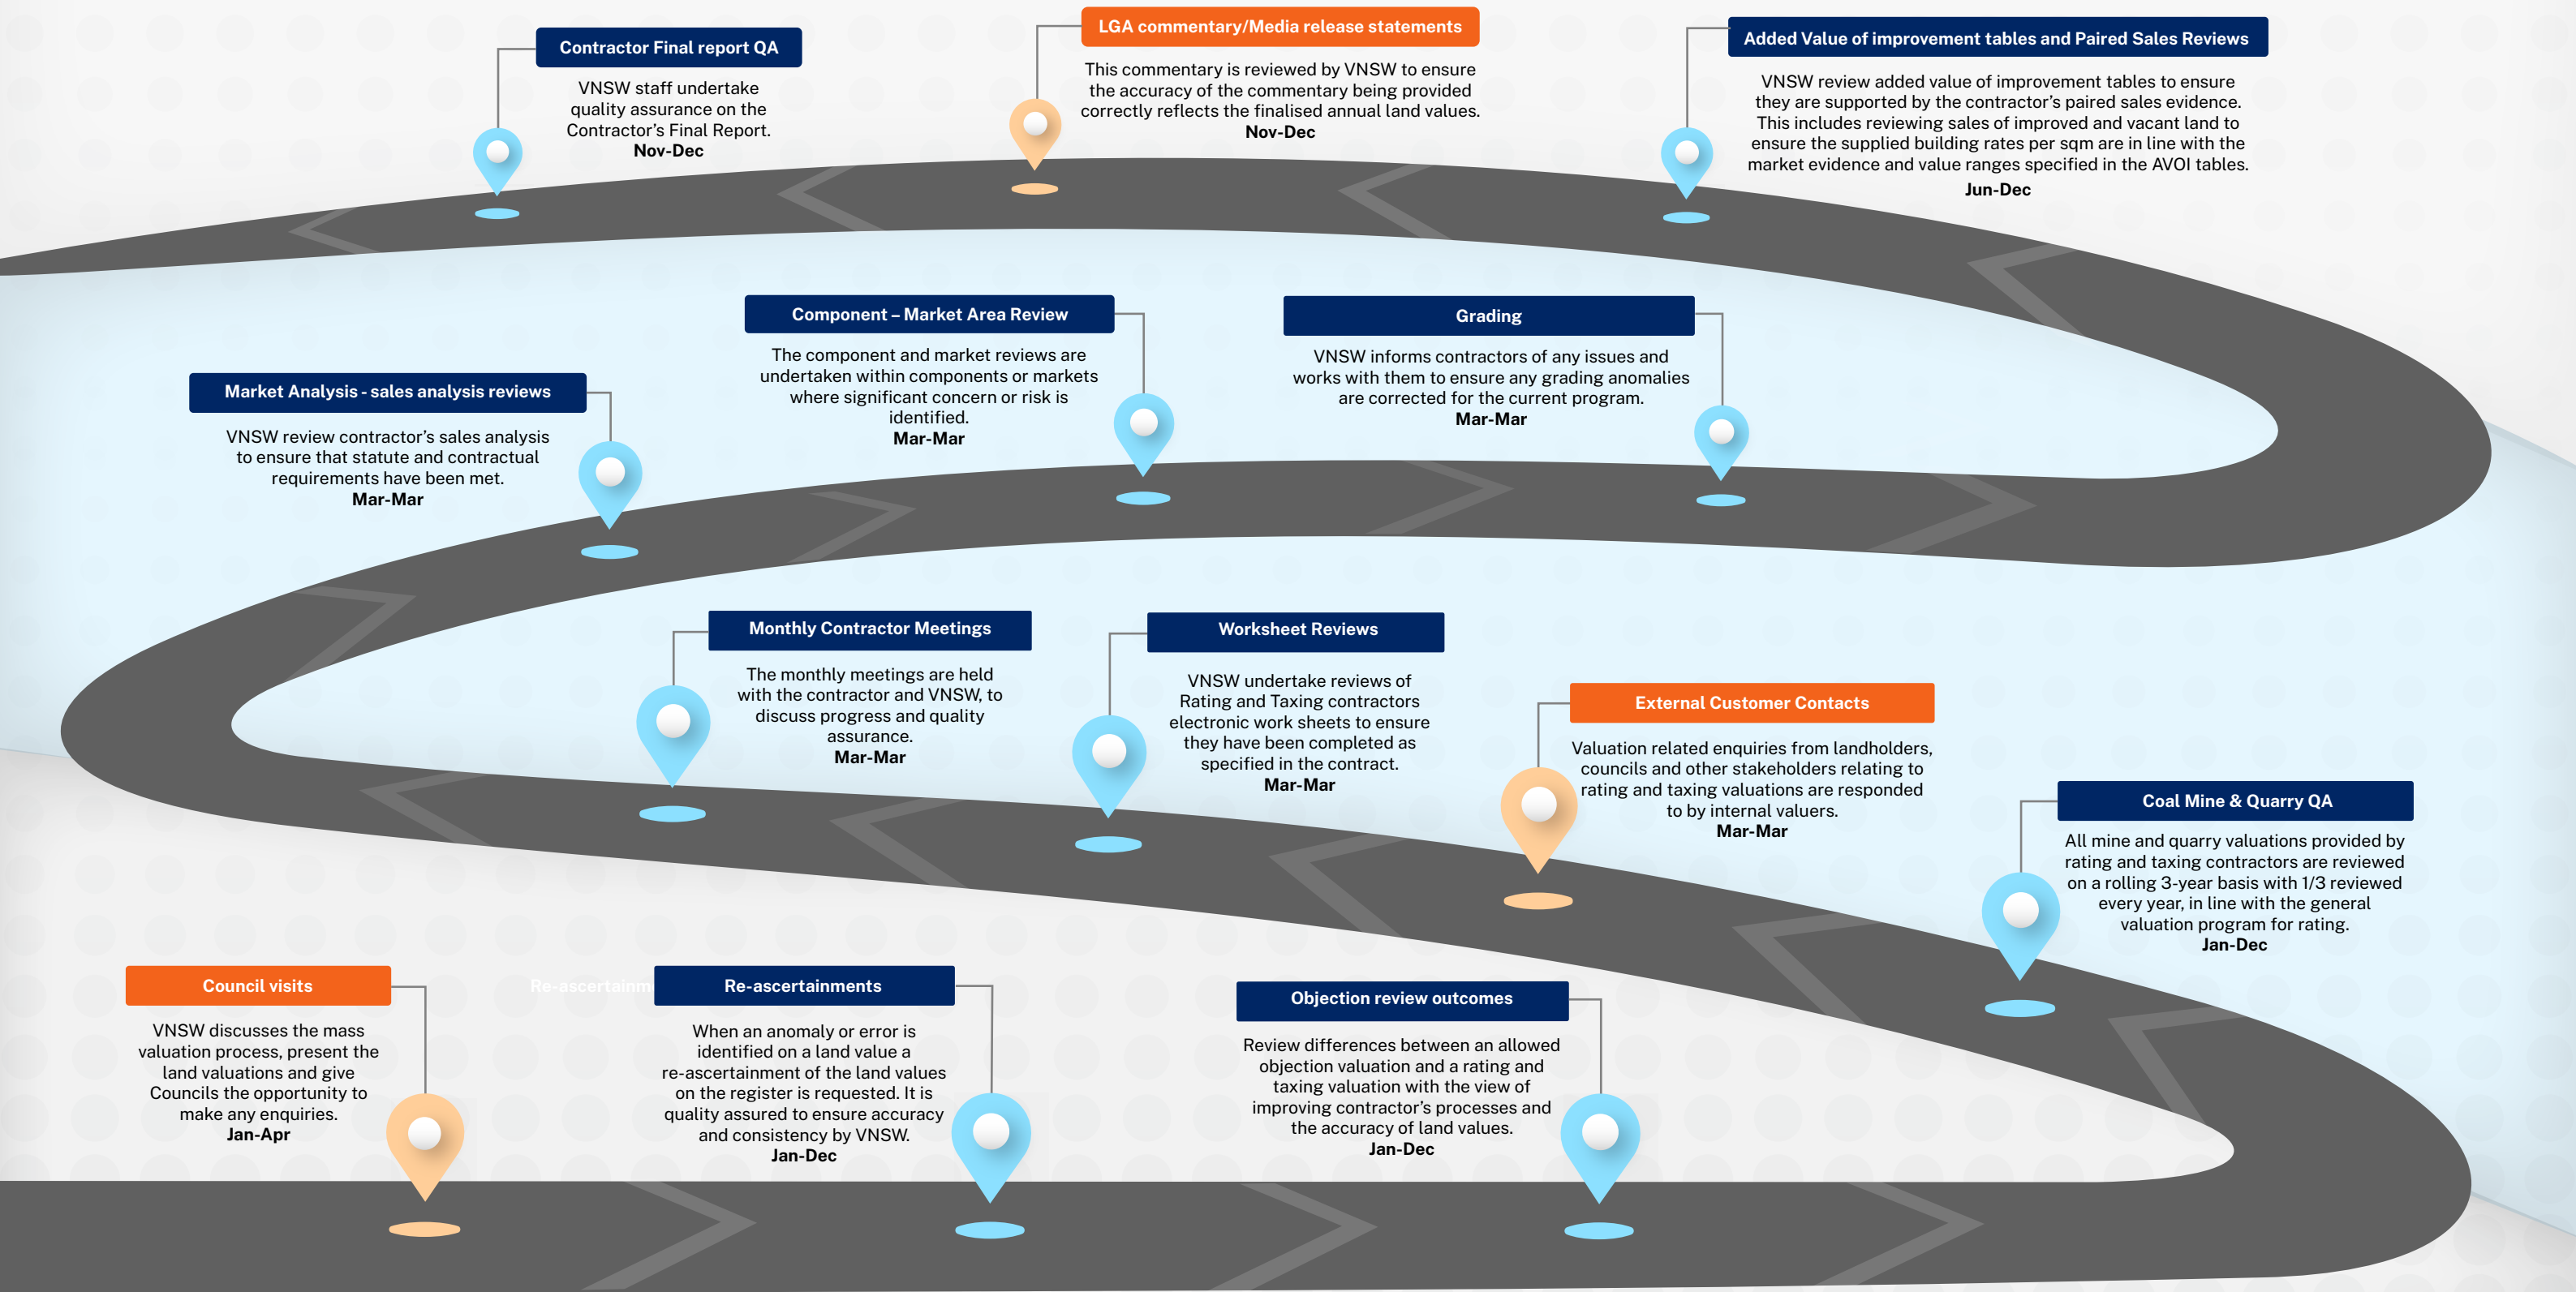 Contractor Final report QA
VNSW staff undertake
quality assurance on the
Contractor's Final Report.
Nov-Dec
LGA commentary/Media release statements
This commentary is reviewed by VNSW to ensure
the accuracy of the commentary being provided
correctly reflects the finalised annual land values.
Nov-Dec
Added Value of improvement tables and Paired Sales Reviews
VNSW review added value of improvement tables to ensure
they are supported by the contractor's paired sales evidence.
This includes reviewing sales of improved and vacant land to
ensure the supplied building rates per sqm are in line with the
market evidence and value ranges specified in the AVOI tables.
Jun-Dec
Market Analysis - sales analysis reviews
VNSW review contractor's sales analysis
to ensure that statute and contractual
requirements have been met.
Mar-Mar
Component – Market Area Review
The component and market reviews are
undertaken within components or markets
where significant concern or risk is
identified.
Mar-Mar
Grading
VNSW informs contractors of any issues and
works with them to ensure any grading anomalies
are corrected for the current program.
Mar-Mar
Monthly Contractor Meetings
The monthly meetings are held
with the contractor and VNSW, to
discuss progress and quality
assurance.
Mar-Mar
Worksheet Reviews
VNSW undertake reviews of
Rating and Taxing contractors
electronic work sheets to ensure
they have been completed as
specified in the contract.
Mar-Mar
External Customer Contacts
Valuation related enquiries from landholders,
councils and other stakeholders relating to
rating and taxing valuations are responded
to by internal valuers.
Mar-Mar
Coal Mine & Quarry QA
All mine and quarry valuations provided by
rating and taxing contractors are reviewed
on a rolling 3-year basis with 1/3 reviewed
every year, in line with the general
valuation program for rating.
Jan-Dec
Council visits
VNSW discusses the mass
valuation process, present the
land valuations and give
Councils the opportunity to
make any enquiries.
Jan-Apr
Re-ascertainm
Re-ascertainments
When an anomaly or error is
identified on a land value a
re-ascertainment of the land values
on the register is requested. It is
quality assured to ensure accuracy
and consistency by VNSW.
Jan-Dec
Objection review outcomes
Review differences between an allowed
objection valuation and a rating and
taxing valuation with the view of
improving contractor's processes and
the accuracy of land values.
Jan-Dec